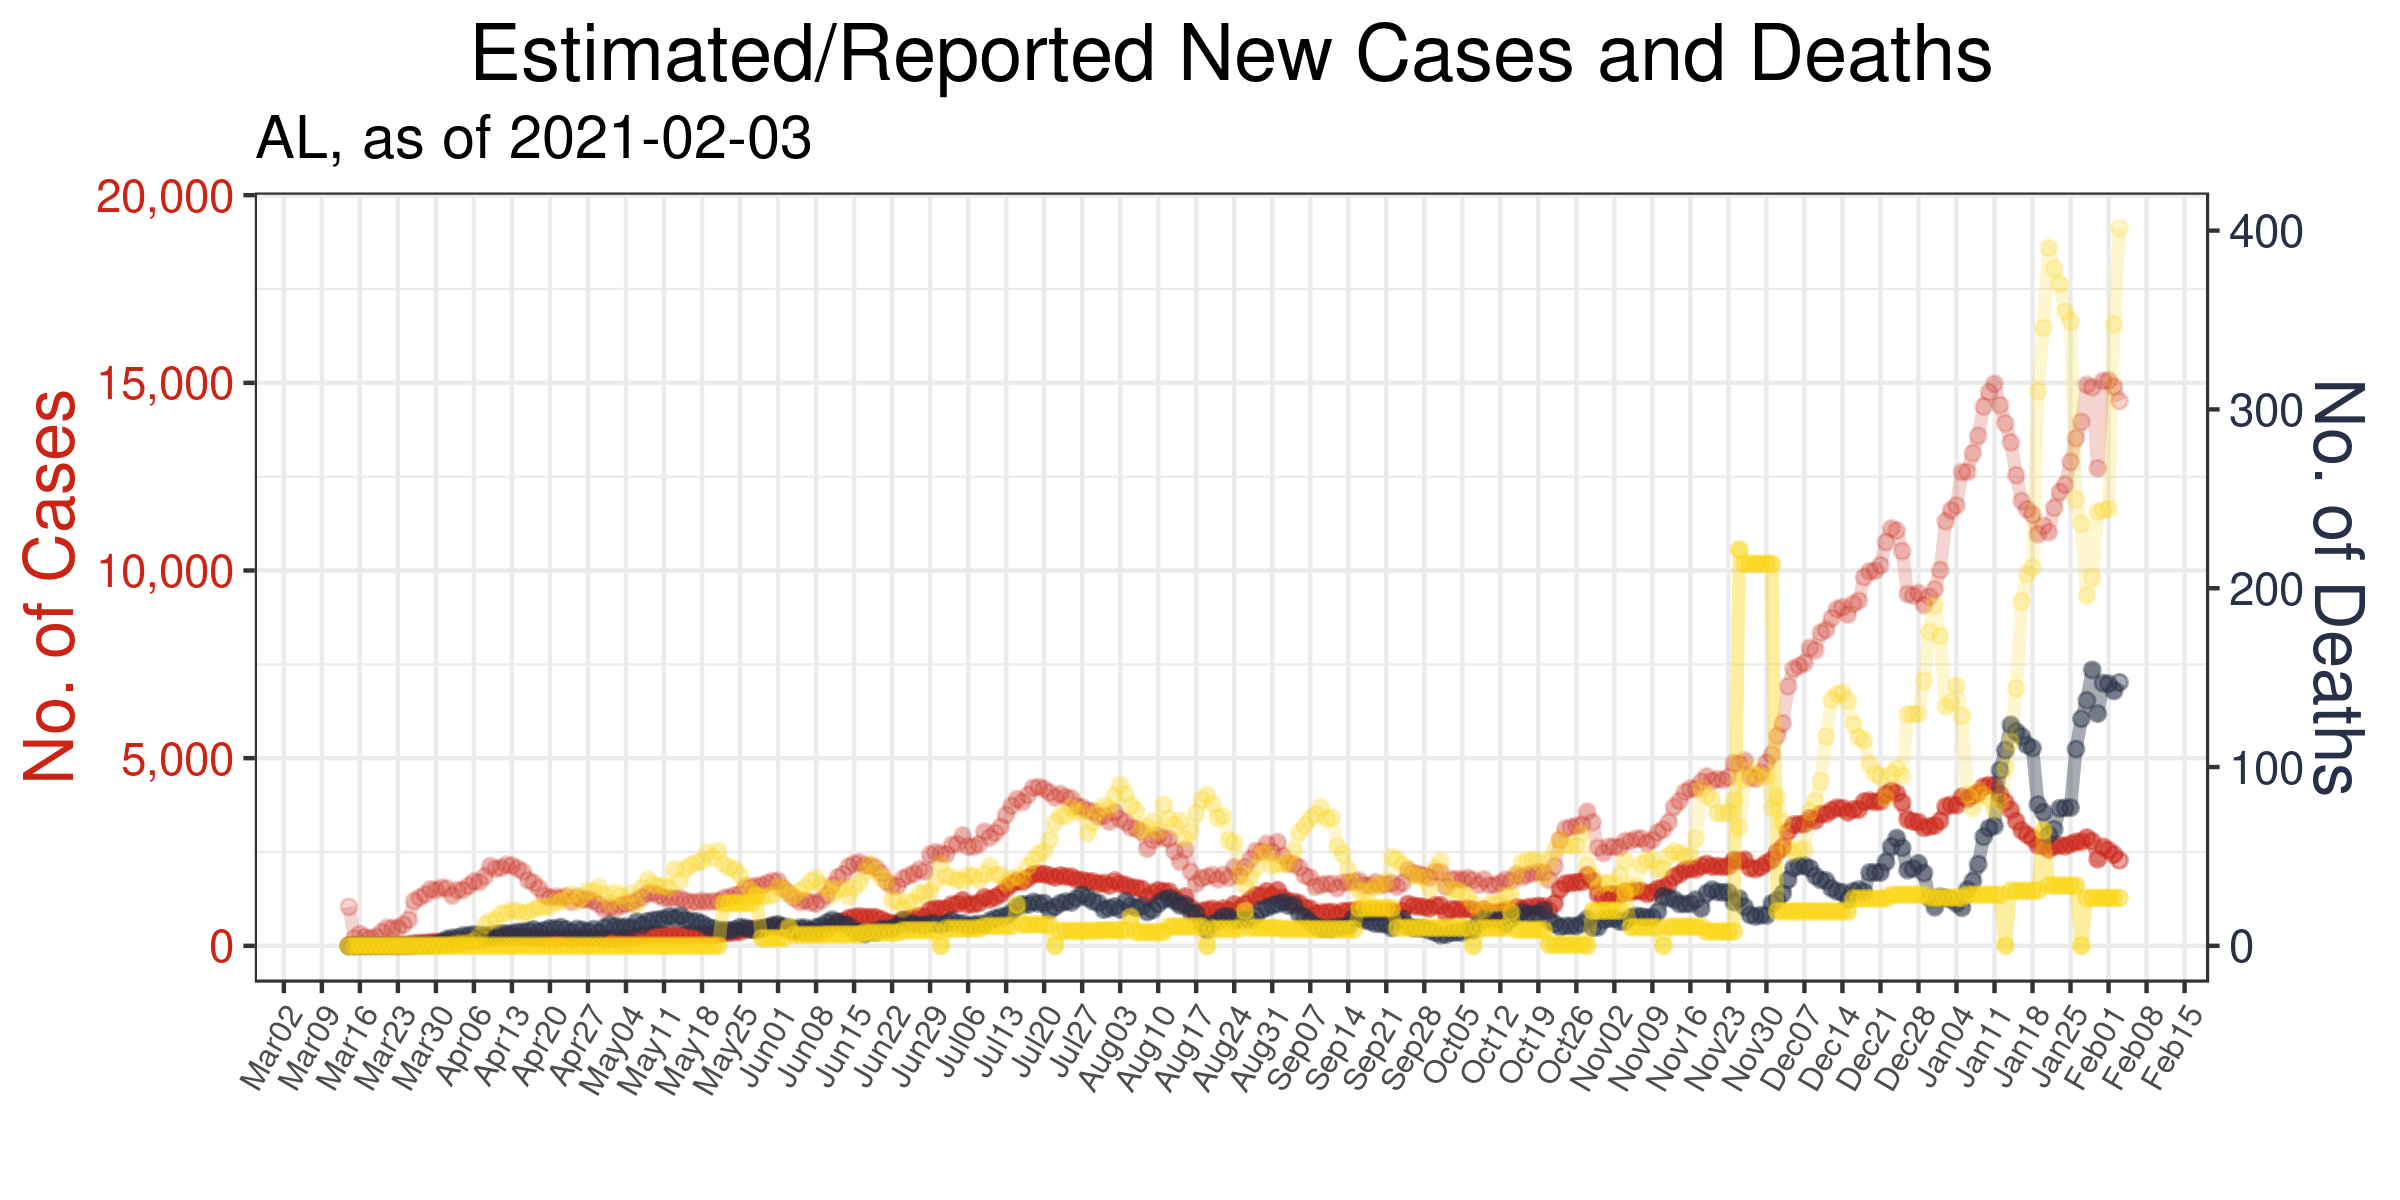 Estimated/Reported New Cases and Deaths
AL, as of 2021-02-03
No. of Cases
20,000
15,000
10,000
5,000
0
No. of Deaths
400
300
200
100
0
Mar02
Mar09
Mar16
Mar23
Mar30
Apr06
Apr13
Apr20
Apr27
May04
May11
May18
May25
Jun01
Jun08
Jun15
Jun22
Jun29
Jul06
Jul13
Jul20
Jul27
Aug03
Aug10
Aug17
Aug24
Aug31
Sep07
Sep14
Sep21
Sep28
Oct05
Oct12
Oct19
Oct26
Nov02
Nov09
Nov16
Nov23
Nov30
Dec07
Dec14
Dec21
Dec28
Jan04
Jan11
Jan18
Jan25
Feb01
Feb08
Feb15